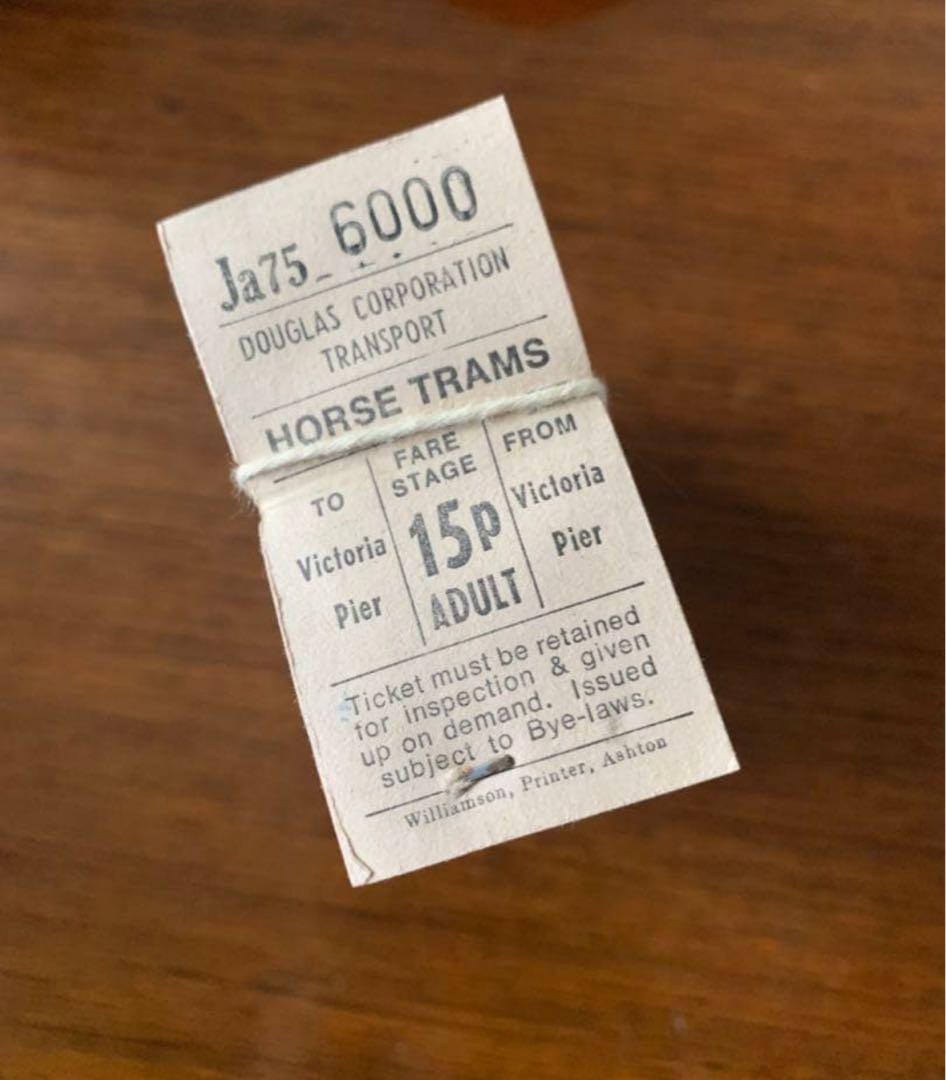 Ja75 6000
DOUGLAS CORPORATION
TRANSPORT
HORSE TRAMS
TO
Victoria
Pier
FARE
STAGE
15p
ADULT
FROM
Victoria
Pier
Ticket must be retained
for inspection & given
up on demand. Issued
subject to Bye-laws.
Williamson, Printer, Ashton